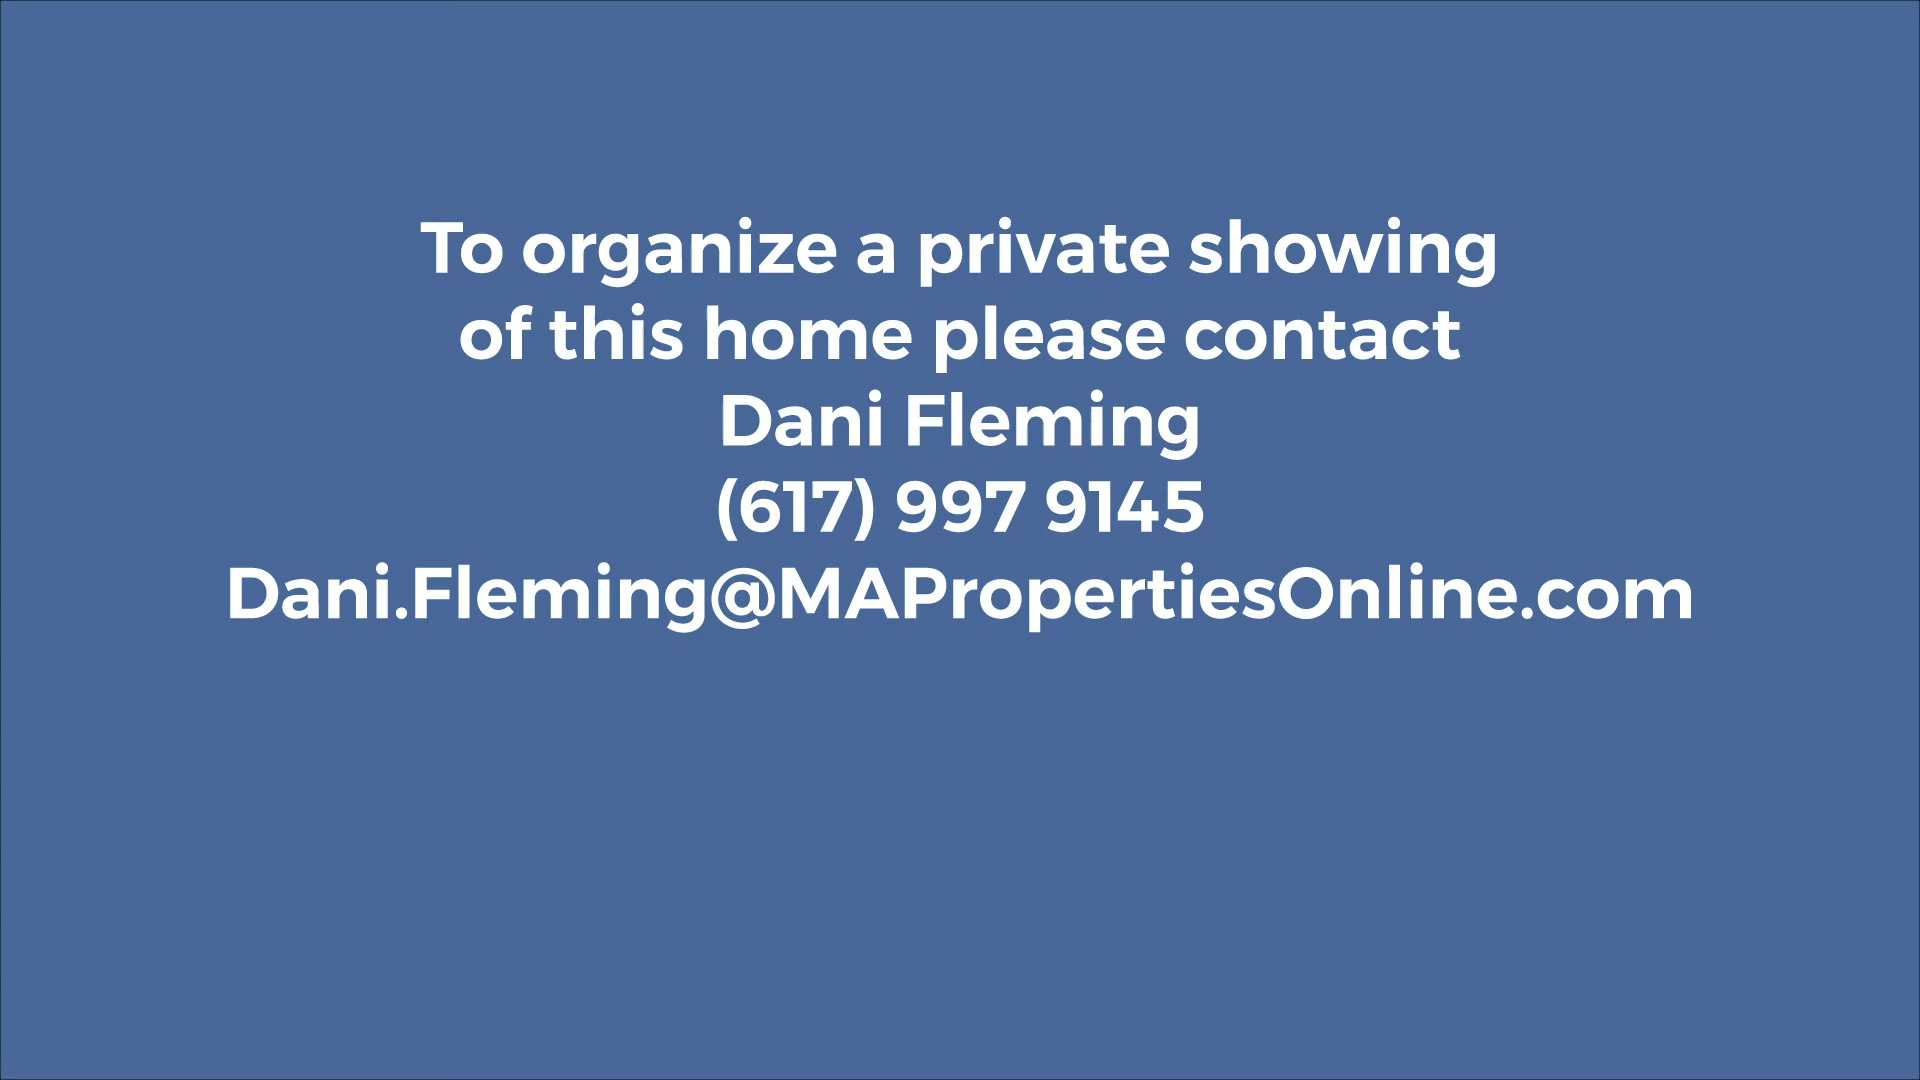 To organize a private showing
of this home please contact
Dani Fleming
(617) 997 9145
Dani.Fleming@MAPropertiesOnline.com